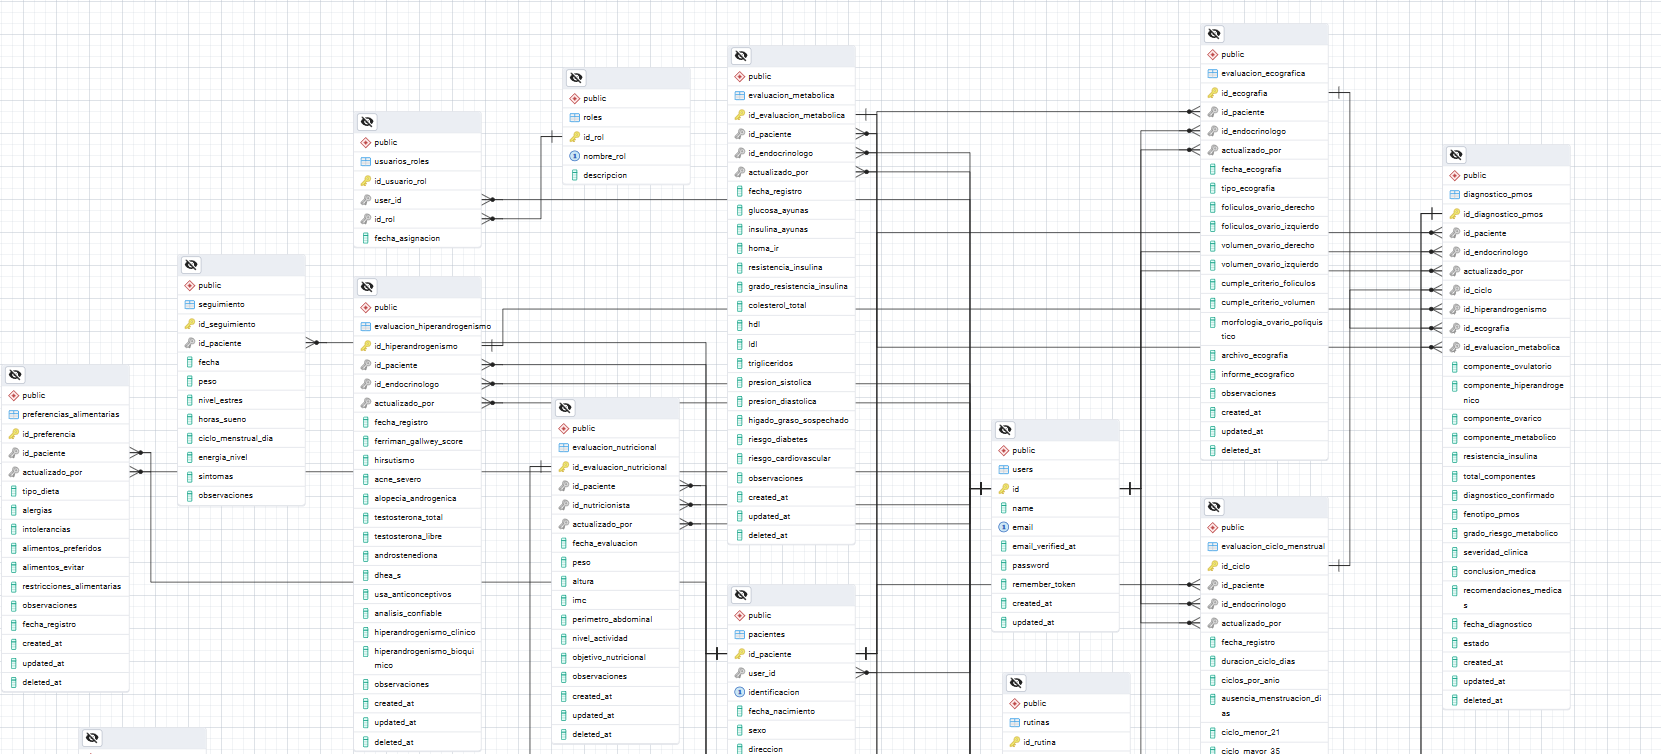 public
preferencias_alimentarias
id_preferencia
id_paciente
actualizado_por
tipo_dieta
alergias
intolerancias
alimentos_preferidos
alimentos_evitar
restricciones_alimentarias
observaciones
fecha_registro
created_at
updated_at
deleted_at
public
seguimiento
id_seguimiento
id_paciente
fecha
peso
nivel_estres
horas_sueno
ciclo_menstrual_dia
energia_nivel
sintomas
observaciones
public
usuarios_roles
id_usuario_rol
user_id
id_rol
fecha_asignacion
public
evaluacion_hiperandrogenismo
id_hiperandrogenismo
id_paciente
id_endocrinologo
actualizado_por
fecha_registro
ferriman_gallwey_score
hirsutismo
acne_severo
alopecia_androgenica
testosterona_total
testosterona_libre
androstenediona
dhea_s
usa_anticonceptivos
analisis_confiable
hiperandrogenismo_clinico
hiperandrogenismo_bioqui
mico
observaciones
created_at
updated_at
deleted_at
public
roles
id_rol
nombre_rol
descripcion
public
evaluacion_nutricional
id_evaluacion_nutricional
id_paciente
id_nutricionista
actualizado_por
fecha_evaluacion
peso
altura
imc
perimetro_abdominal
nivel_actividad
objetivo_nutricional
observaciones
created_at
updated_at
deleted_at
public
evaluacion_metabolica
id_evaluacion_metabolica
id_paciente
id_endocrinologo
actualizado_por
fecha_registro
glucosa_ayunas
insulina_ayunas
homa_ir
resistencia_insulina
grado_resistencia_insulina
colesterol_total
hdl
ldl
trigliceridos
presion_sistolica
presion_diastolica
higado_graso_sospechado
riesgo_diabetes
riesgo_cardiovascular
observaciones
created_at
updated_at
deleted_at
public
pacientes
id_paciente
user_id
identificacion
fecha_nacimiento
sexo
direccion
public
users
id
name
email
email_verified_at
password
remember_token
created_at
updated_at
public
rutinas
id_rutina
public
evaluacion_ecografica
id_ecografia
id_paciente
id_endocrinologo
actualizado_por
fecha_ecografia
tipo_ecografia
foliculos_ovario_derecho
foliculos_ovario_izquierdo
volumen_ovario_derecho
volumen_ovario_izquierdo
cumple_criterio_foliculos
cumple_criterio_volumen
morfologia_ovario_poliquis
tico
archivo_ecografia
informe_ecografico
observaciones
created_at
updated_at
deleted_at
public
evaluacion_ciclo_menstrual
id_ciclo
id_paciente
id_endocrinologo
actualizado_por
fecha_registro
duracion_ciclo_dias
ciclos_por_anio
ausencia_menstruacion_di
as
ciclo_menor_21
ciclo_mayor_35
public
diagnostico_pmos
id_diagnostico_pmos
id_paciente
id_endocrinologo
actualizado_por
id_ciclo
id_hiperandrogenismo
id_ecografia
id_evaluacion_metabolica
componente_ovulatorio
componente_hiperandroge
nico
componente_ovarico
componente_metabolico
resistencia_insulina
total_componentes
diagnostico_confirmado
fenotipo_pmos
grado_riesgo_metabolico
severidad_clinica
conclusion_medica
recomendaciones_medica
s
fecha_diagnostico
estado
created_at
updated_at
deleted_at